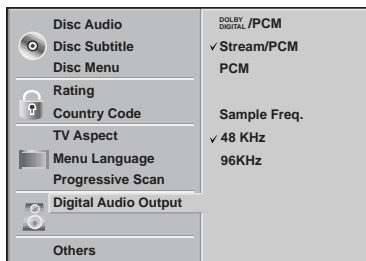 Disc Audio
Disc Subtitle
Disc Menu
Rating
Country Code
TV Aspect
Menu Language
Progressive Scan
Digital Audio Output
Others
DOLBY DIGITAL /PCM
✓ Stream/PCM
PCM
Sample Freq.
✓ 48 KHz
96KHz